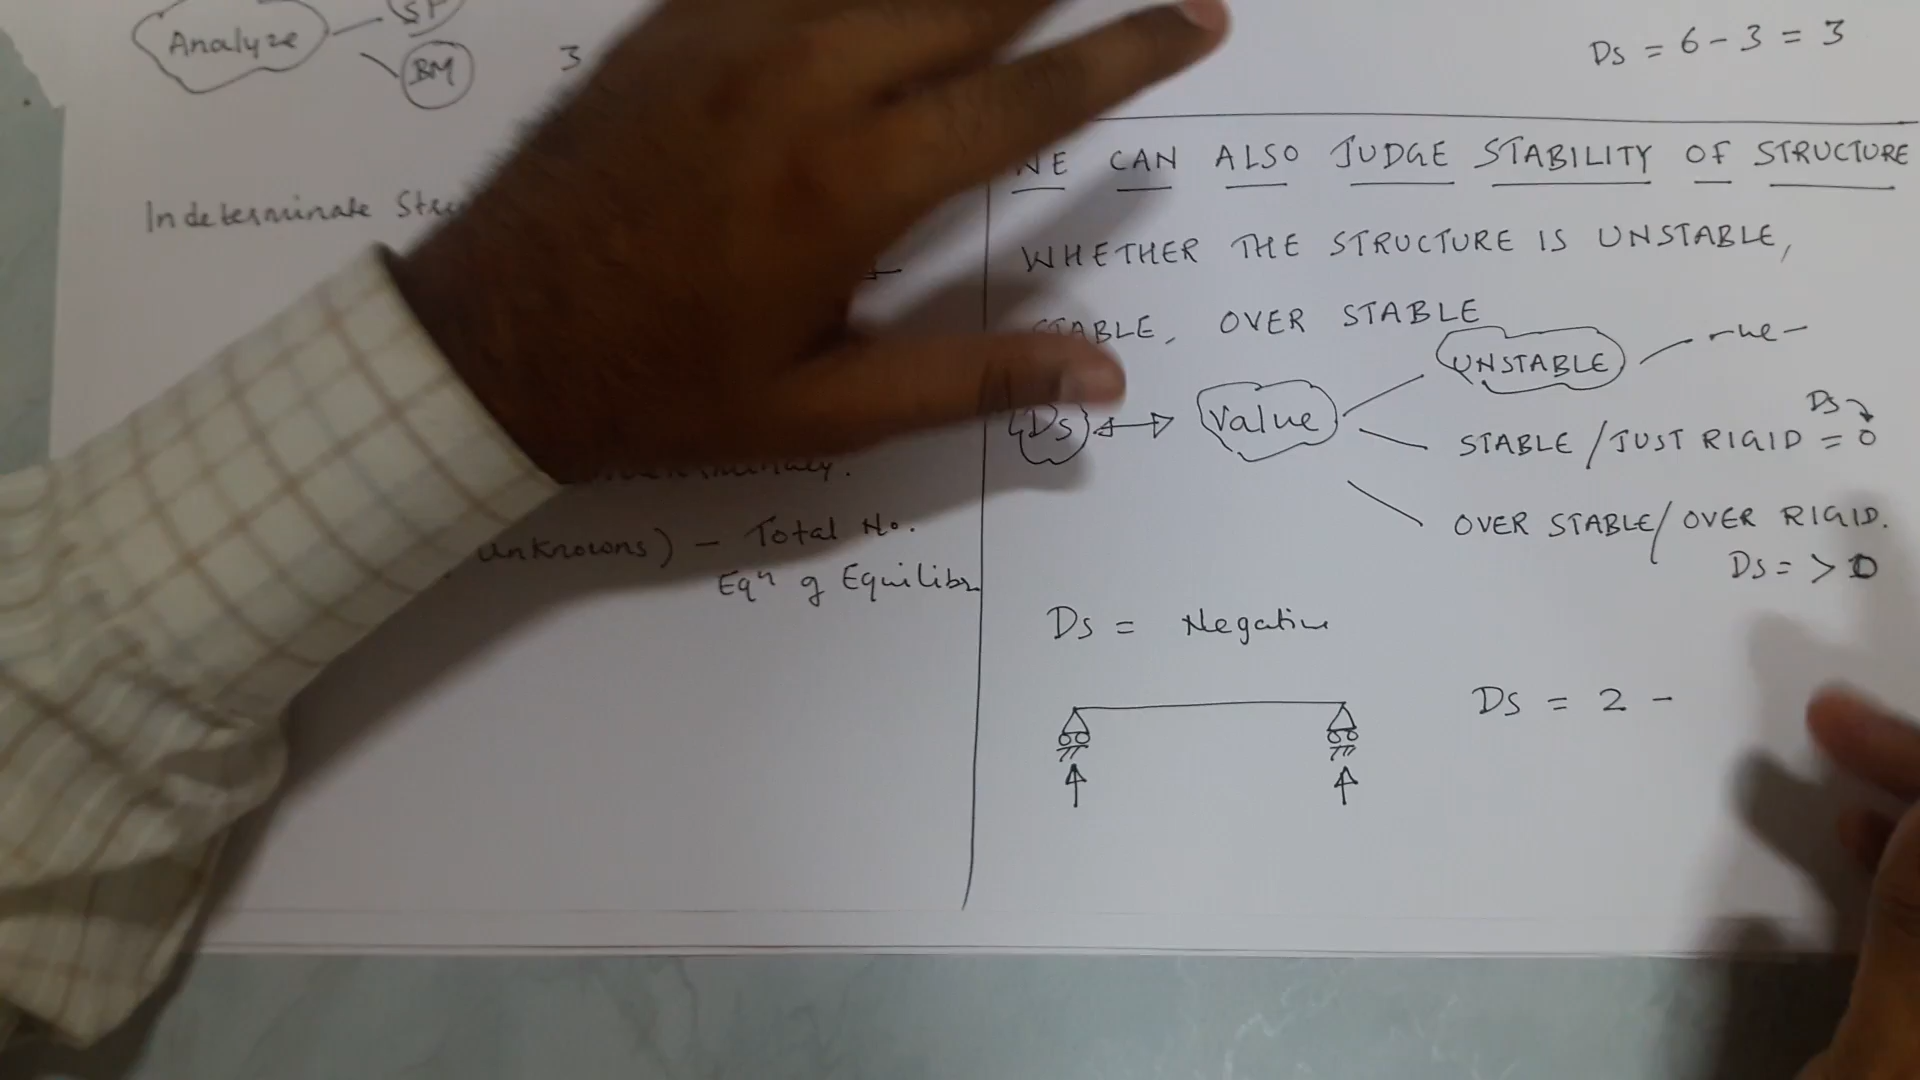 Analyze
SF
BM
3
Indeterminate
unknowns) - Total No.
Eqⁿ of Equilibr
Ds = 6 - 3 = 3
WE CAN ALSO JUDGE STABILITY OF STRUCTURE
WHETHER THE STRUCTURE IS UNSTABLE,
STABLE, OVER STABLE
UNSTABLE -ve-
Ds Value
Ds
STABLE / JUST RIGID = 0
OVER STABLE/ OVER RIGID.
Ds = > 0
Ds = Negative
Ds = 2 -